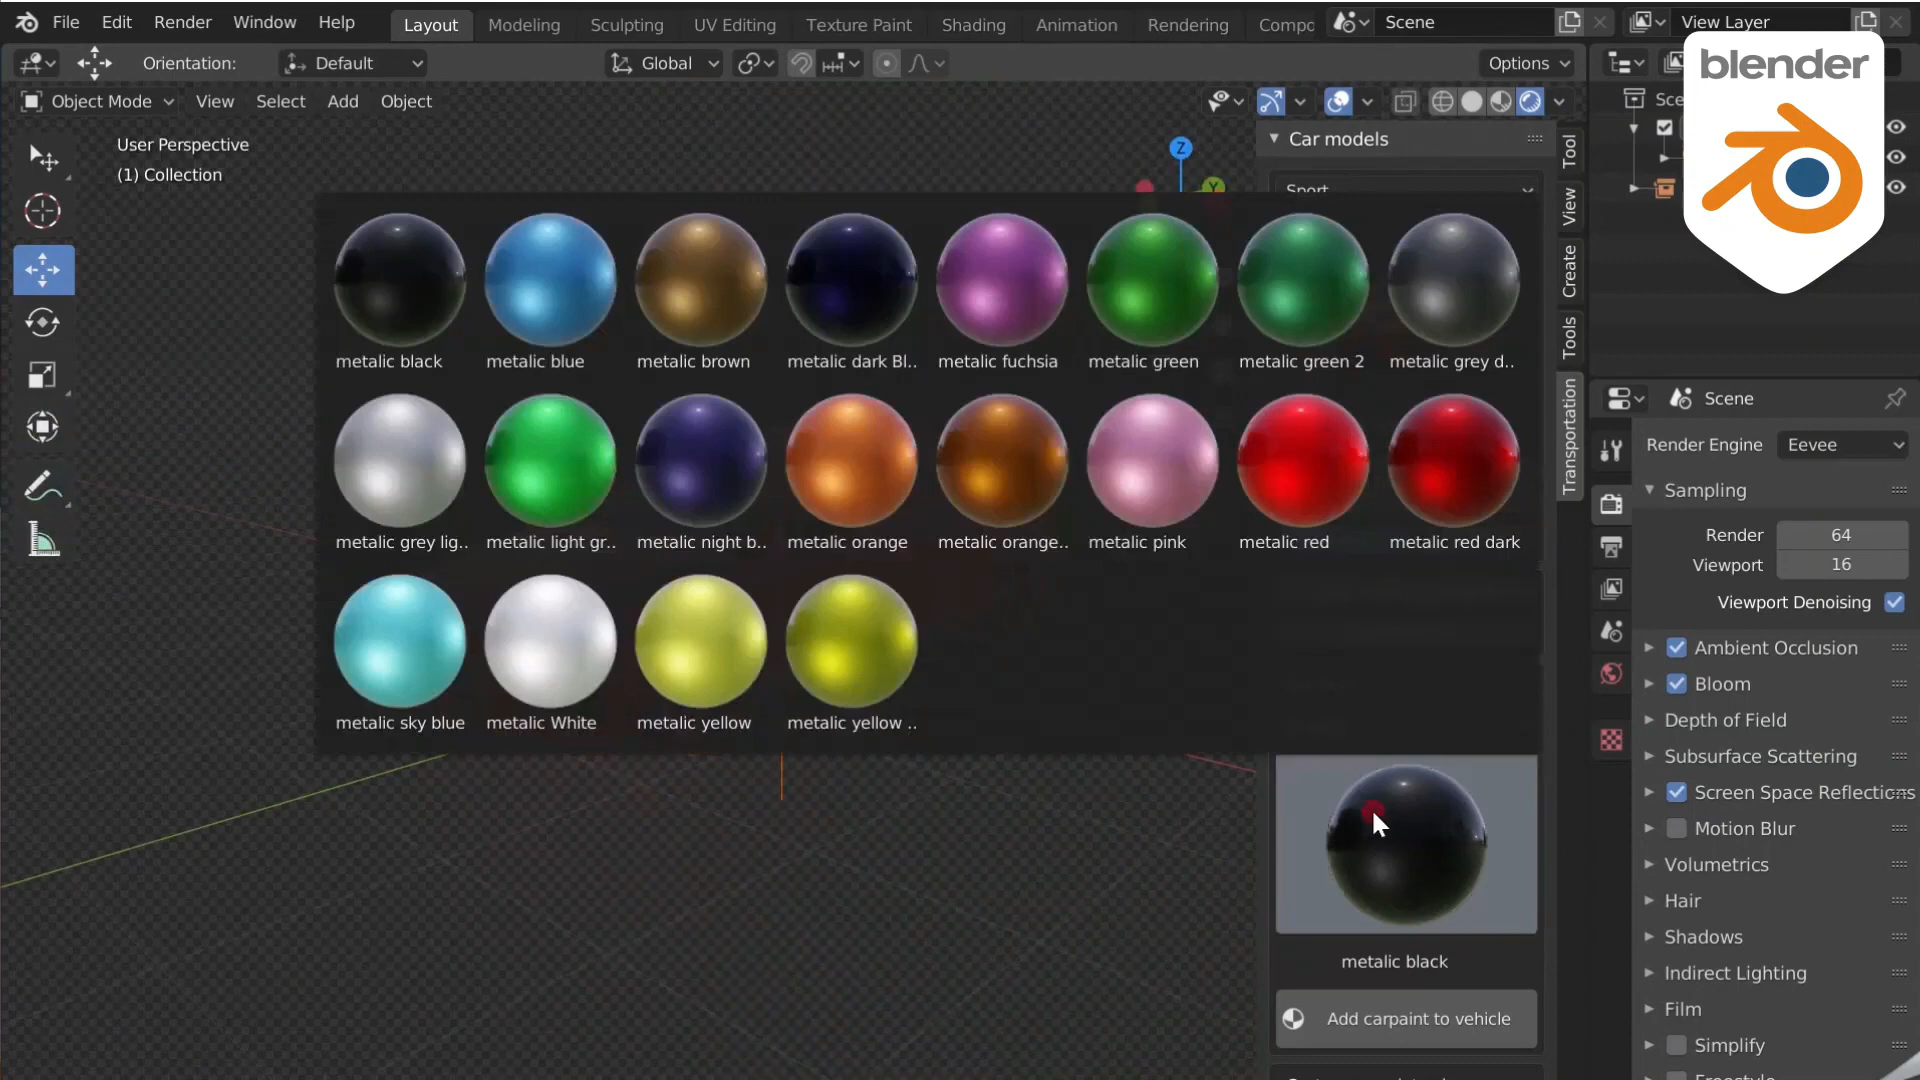 File Edit Render Window Help Layout Modeling Sculpting UV Editing Texture Paint Shading Animation Rendering Compo Scene View Layer
Orientation: Default Global Options
blender
Object Mode View Select Add Object
User Perspective
(1) Collection
Z
Y
Car models
Sport
Sce
Tool
View
Create
Tools
Transportation
metalic black metalic blue metalic brown metalic dark Bl.. metalic fuchsia metalic green metalic green 2 metalic grey d..
metalic grey lig.. metalic light gr.. metalic night b.. metalic orange metalic orange.. metalic pink metalic red metalic red dark
metalic sky blue metalic White metalic yellow metalic yellow ..
metalic black
Add carpaint to vehicle
Scene
Render Engine Eevee
Sampling
Render 64
Viewport 16
Viewport Denoising
Ambient Occlusion
Bloom
Depth of Field
Subsurface Scattering
Screen Space Reflections
Motion Blur
Volumetrics
Hair
Shadows
Indirect Lighting
Film
Simplify
Freestyle